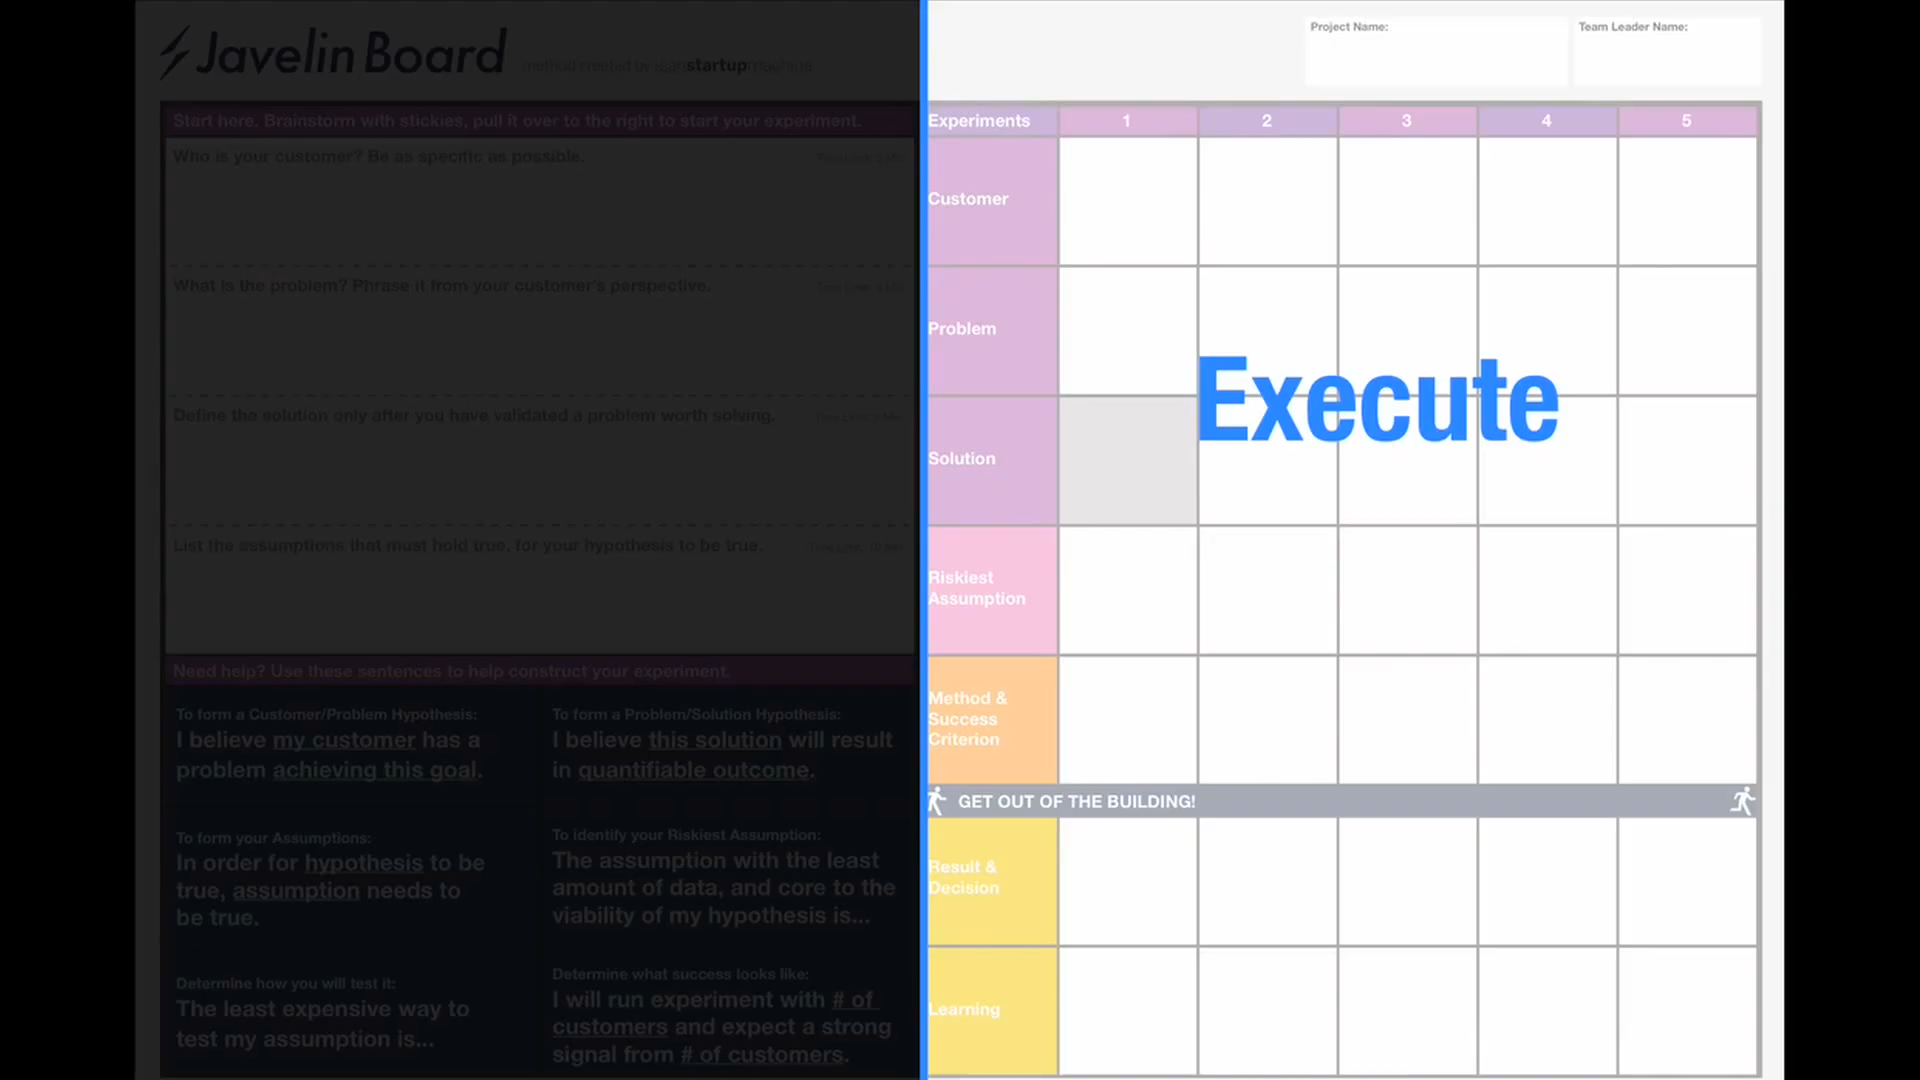 Javelin Board
method created by leanstartupmachine
Project Name:
Team Leader Name:
Start here. Brainstorm with stickies, pull it over to the right to start your experiment.
Who is your customer? Be as specific as possible.
What is the problem? Phrase it from your customer's perspective.
Define the solution only after you have validated a problem worth solving.
List the assumptions that must hold true, for your hypothesis to be true.
Need help? Use these sentences to help construct your experiment.
To form a Customer/Problem Hypothesis:
I believe my customer has a
problem achieving this goal.
To form a Problem/Solution Hypothesis:
I believe this solution will result
in quantifiable outcome.
To form your Assumptions:
In order for hypothesis to be
true, assumption needs to
be true.
To identify your Riskiest Assumption:
The assumption with the least
amount of data, and core to the
viability of my hypothesis is...
Determine how you will test it:
The least expensive way to
test my assumption is...
Determine what success looks like:
I will run experiment with # of
customers and expect a strong
signal from # of customers.
Experiments 1 2 3 4 5
Customer
Problem
Execute
Solution
Riskiest
Assumption
Method &
Success
Criterion
GET OUT OF THE BUILDING!
Result &
Decision
Learning